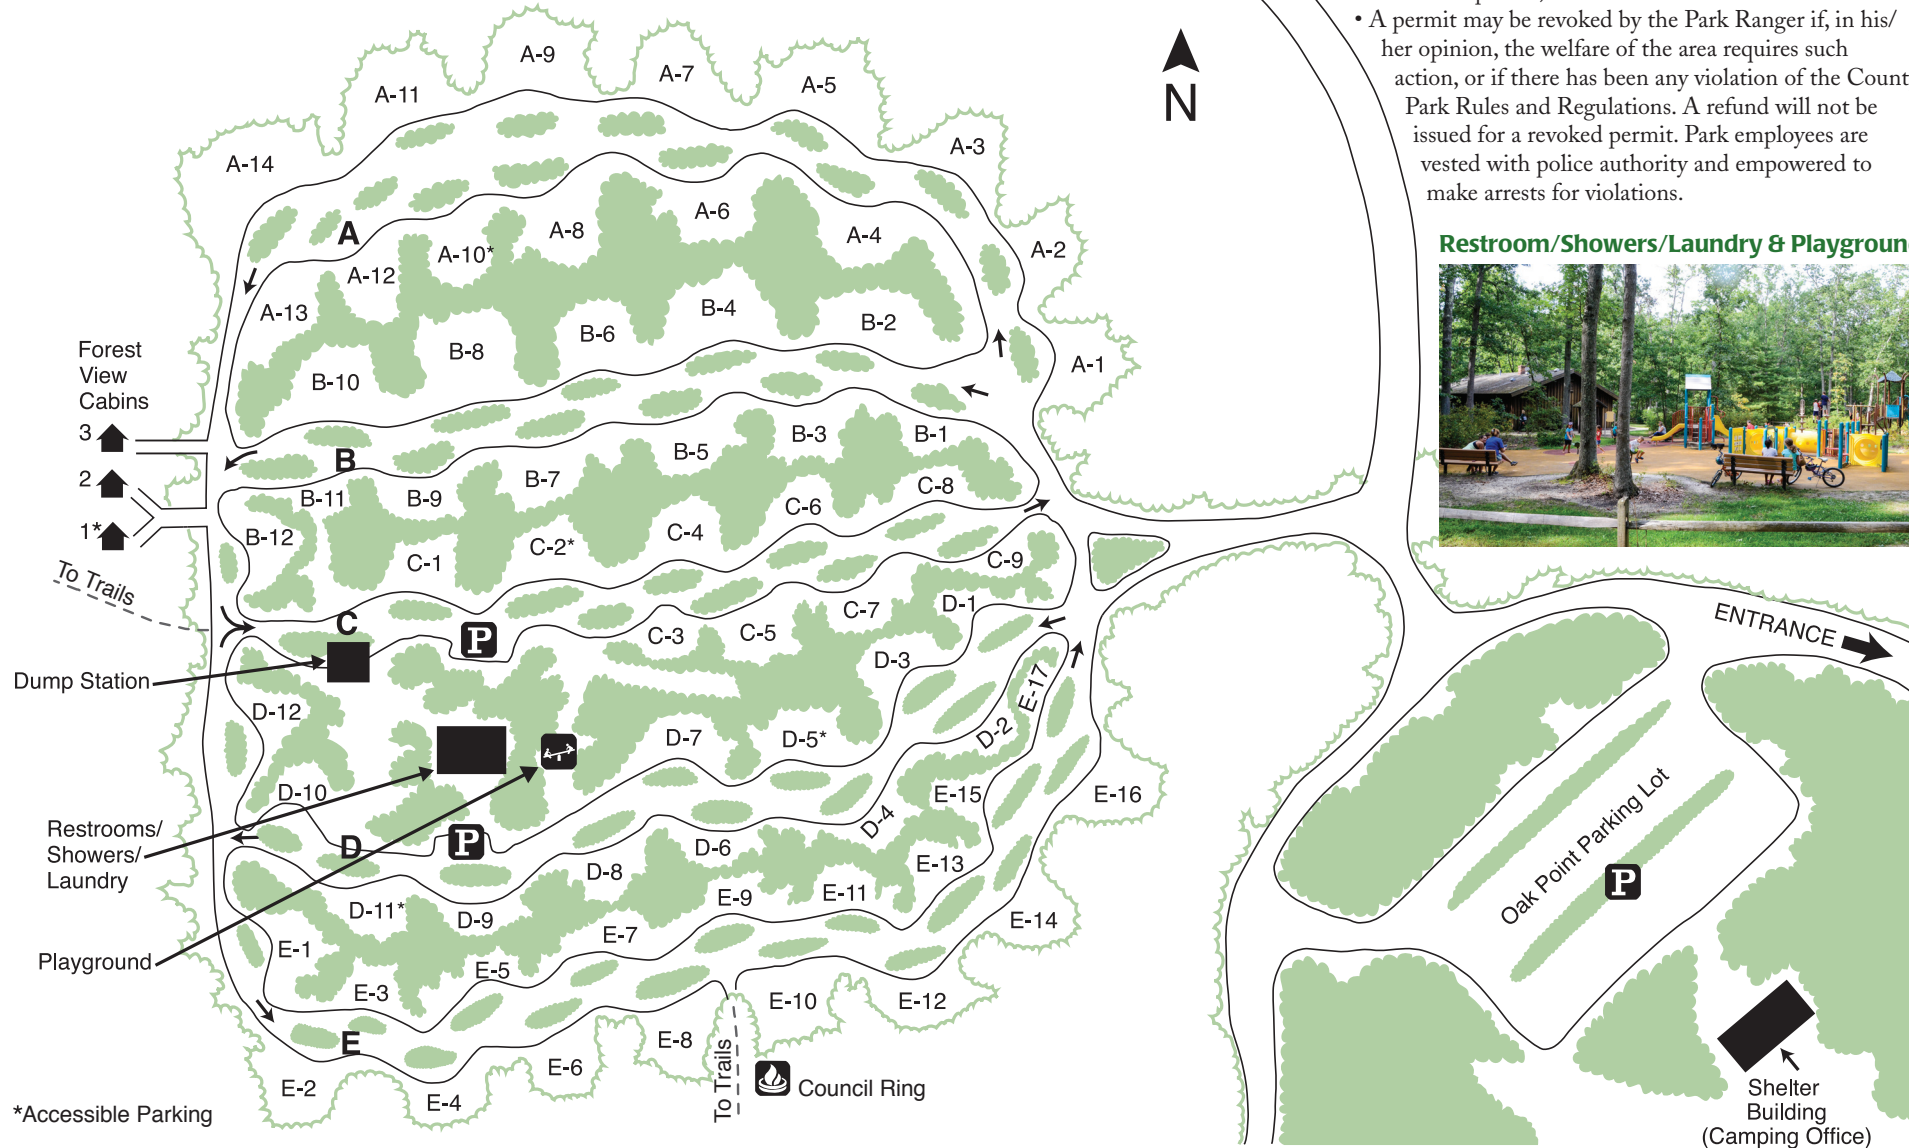 • A permit may be revoked by the Park Ranger if, in his/
her opinion, the welfare of the area requires such
action, or if there has been any violation of the Count
Park Rules and Regulations. A refund will not be
issued for a revoked permit. Park employees are
vested with police authority and empowered to
make arrests for violations.
Restroom/Showers/Laundry & Playgroun
N
A-9
A-7
A-11
A-5
A-3
A-14
A-6
A-8
A-4
A
A-10*
A-2
A-12
A-13
B-4
B-2
B-6
B-8
A-1
B-10
Forest
View
Cabins
3
2
1*
B
B-3
B-1
B-5
B-7
B-9
B-11
C-8
C-6
C-4
B-12
C-2*
C-1
C-9
To Trails
C-7
D-1
C
P
C-5
C-3
D-3
ENTRANCE
Dump Station
E-17
D-12
D-2
D-7
D-5*
D-10
E-15
E-16
D-4
Restrooms/
Showers/
Laundry
D
P
D-6
D-8
E-13
Oak Point Parking Lot
P
E-11
E-9
D-11*
D-9
E-14
E-7
E-1
E-5
Playground
E-3
E-10
E-12
E
E-8
E-6
To Trails
Council Ring
E-2
E-4
Shelter
Building
(Camping Office)
*Accessible Parking